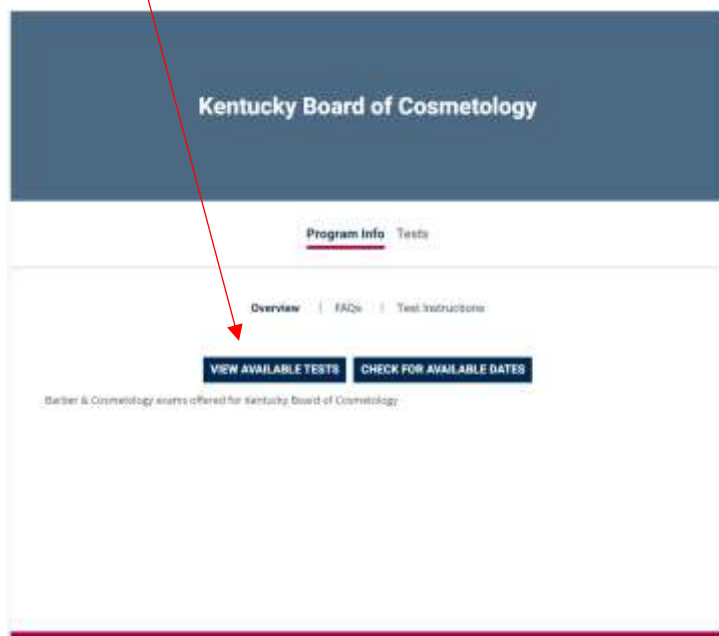 Kentucky Board of Cosmetology
Program Info Tests
Overview | FAQs | Test Instructions
VIEW AVAILABLE TESTS CHECK FOR AVAILABLE DATES
Barber & Cosmetology exams offered for Kentucky Board of Cosmetology